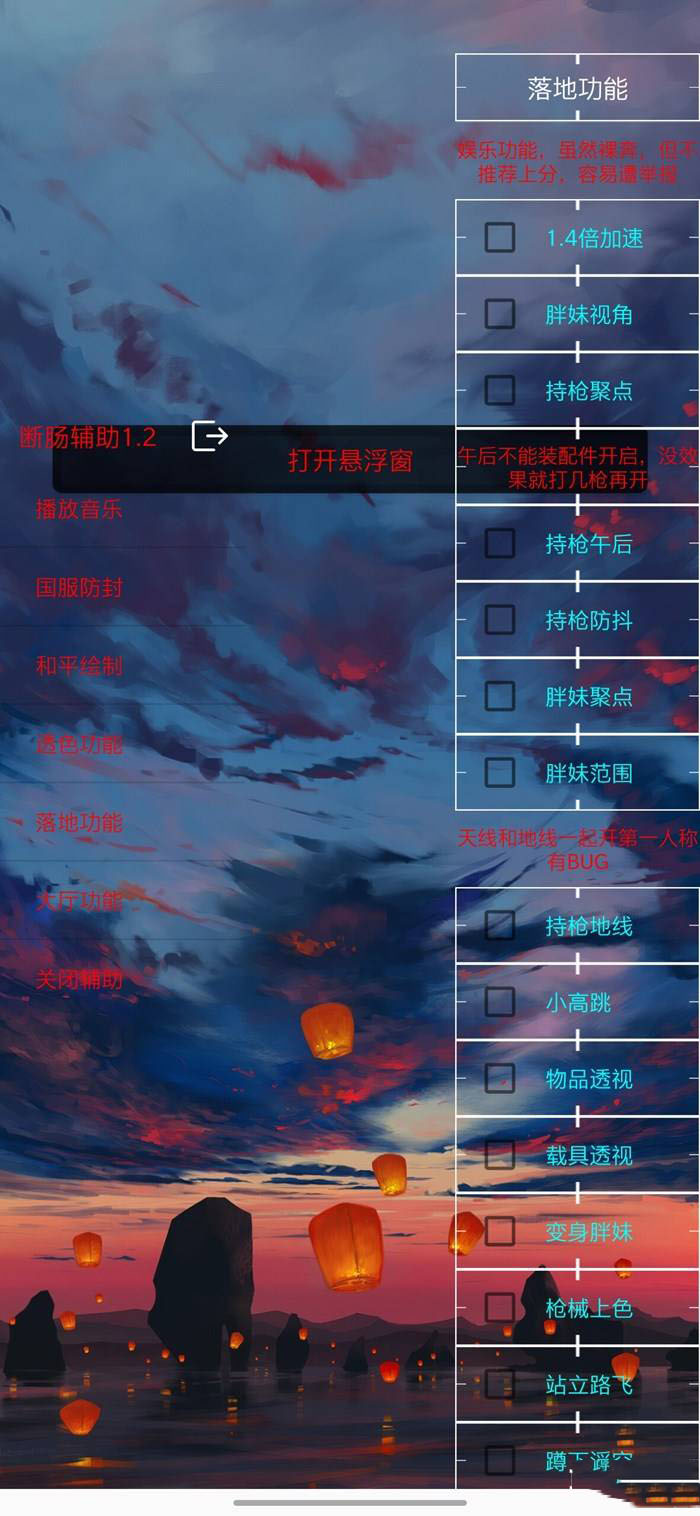 断肠辅助1.2
打开悬浮窗
播放音乐
国服防封
和平绘制
透色功能
落地功能
大厅功能
关闭辅助
落地功能
娱乐功能，虽然裸奔，但不
推荐上分，容易遭举报
1.4倍加速
胖妹视角
持枪聚点
午后不能装配件开启，没效
果就打几枪再开
持枪午后
持枪防抖
胖妹聚点
胖妹范围
天线和地线一起开第一人称
有BUG
持枪地线
小高跳
物品透视
载具透视
变身胖妹
枪械上色
站立路飞
蹲下